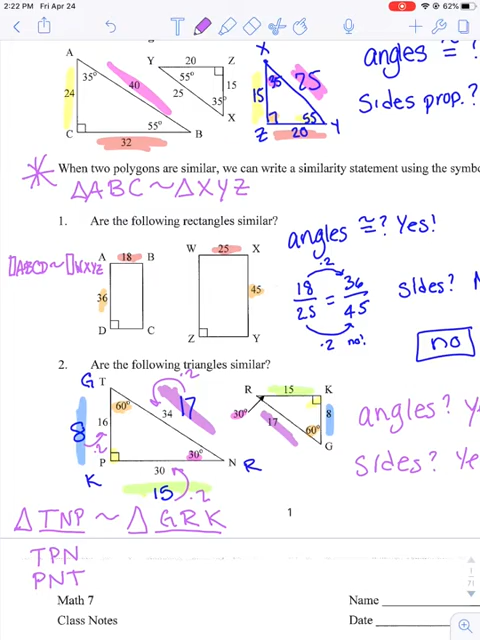 2:22 PM Fri Apr 24
62%
A
Y 20 Z
35°
40
55°
15
24
25
35°
X
C
55°
B
32
X
35
25
15
55
Z
20
Y
angles ≅ ?
Sides prop.?
When two polygons are similar, we can write a similarity statement using the symbo
△ABC ~ △XYZ
1. Are the following rectangles similar?
angles ≅? Yes!
▯ABCD ~ ▯WXYZ
A 18 B
W 25 X
36
45
D C
Z Y
·2
18/25 = 36/45
·2 no!
sides?
no
2. Are the following triangles similar?
G T
·2
60°
17
34
8
16
·2
30°
P
N
R
K
30
15
·2
R 15 K
30°
17
8
60°
G
angles? Y
sides? Ye
△ TNP ~ △ GRK
1
TPN
PNT
Math 7
Name
Class Notes
Date
1
71